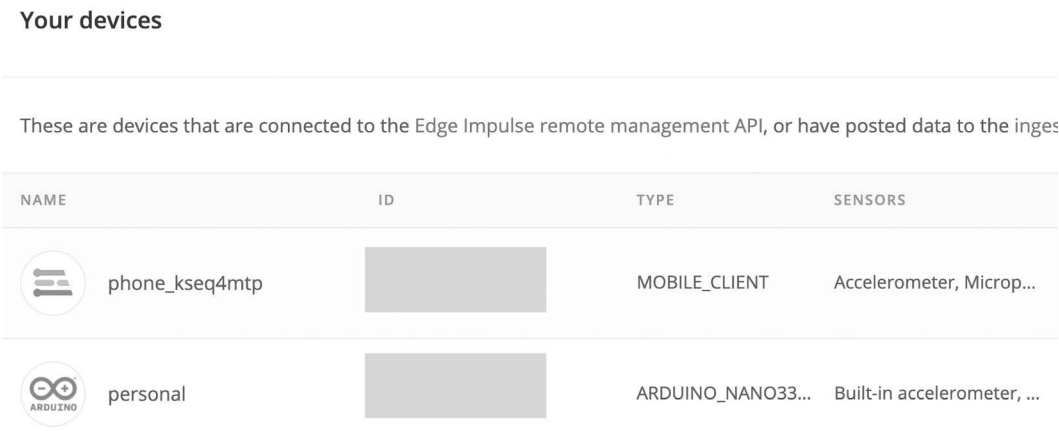 Your devices
These are devices that are connected to the Edge Impulse remote management API, or have posted data to the inges
NAME ID TYPE SENSORS
phone_kseq4mtp MOBILE_CLIENT Accelerometer, Microp...
ARDUINO personal ARDUINO_NANO33... Built-in accelerometer, ...